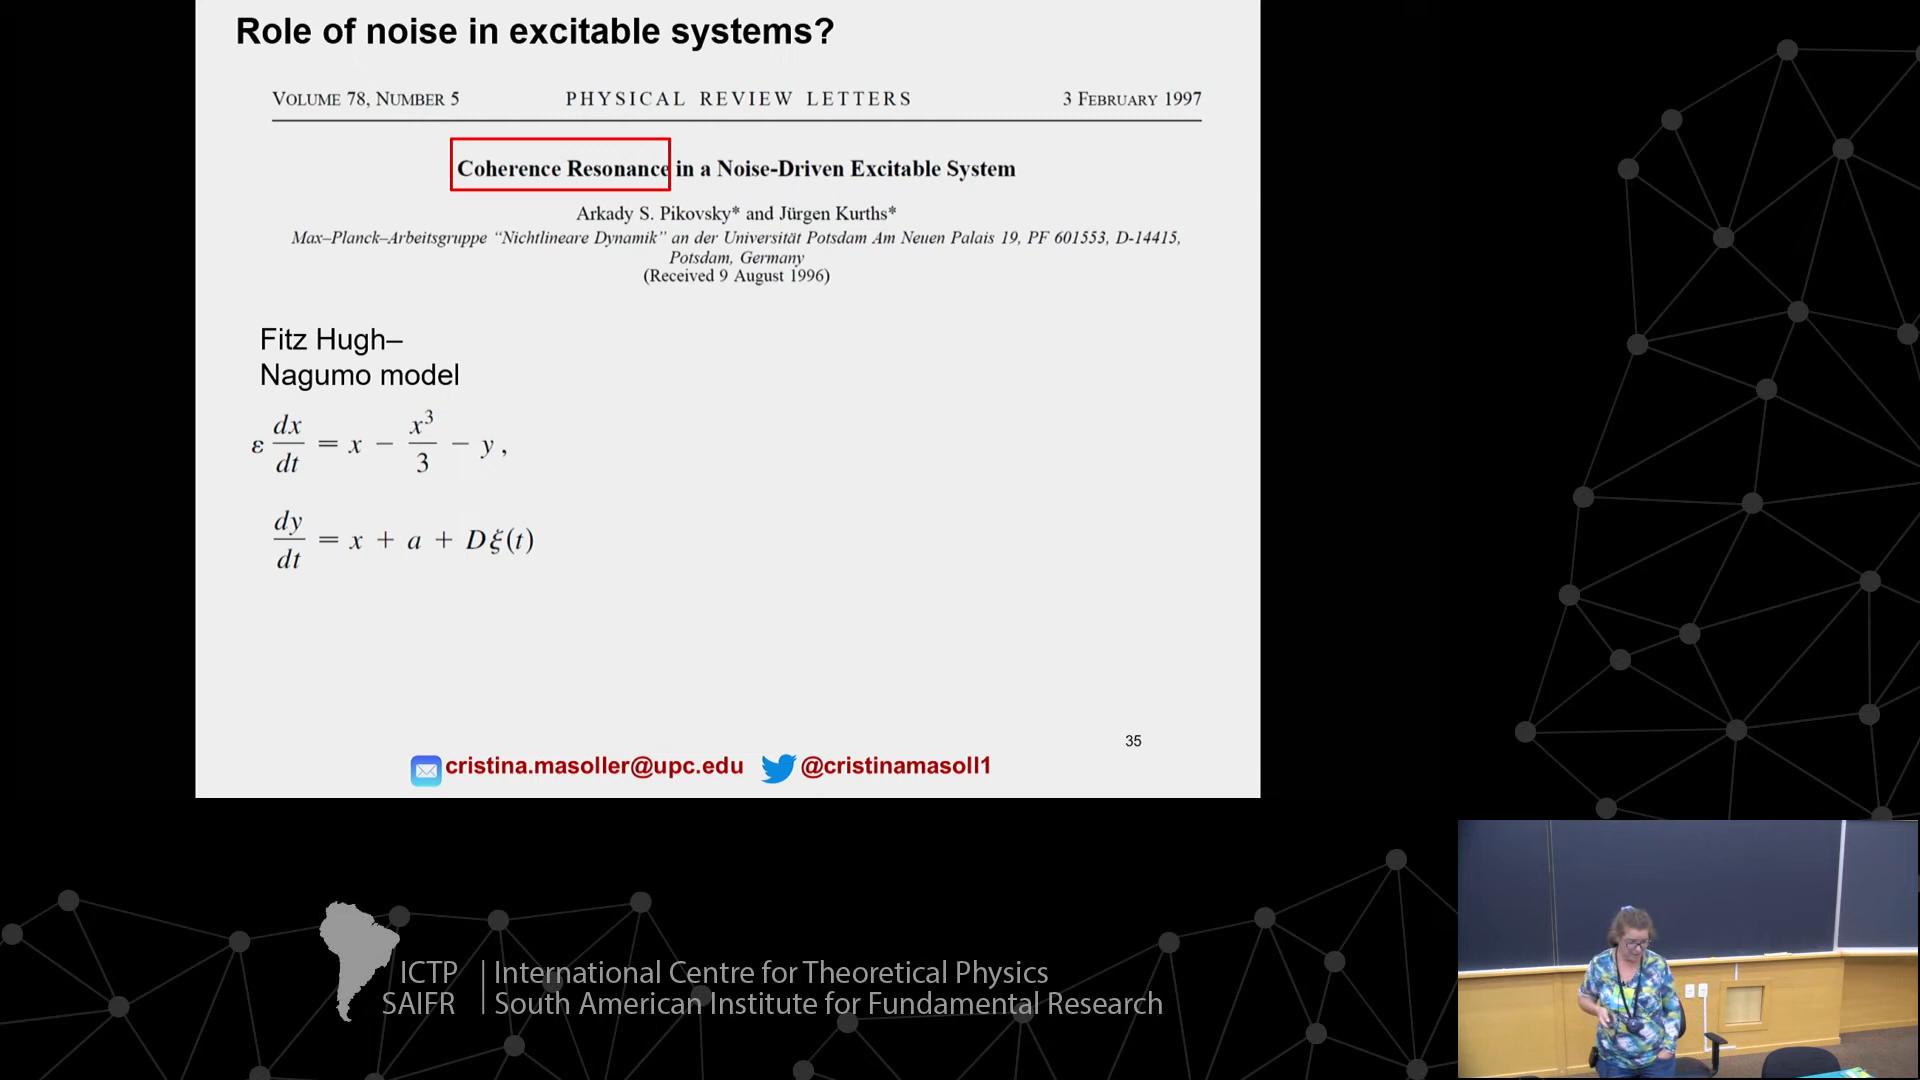 Role of noise in excitable systems?
VOLUME 78, NUMBER 5 PHYSICAL REVIEW LETTERS 3 FEBRUARY 1997
Coherence Resonance in a Noise-Driven Excitable System
Arkady S. Pikovsky* and Jürgen Kurths*
Max–Planck–Arbeitsgruppe “Nichtlineare Dynamik” an der Universität Potsdam Am Neuen Palais 19, PF 601553, D-14415,
Potsdam, Germany
(Received 9 August 1996)
Fitz Hugh–
Nagumo model
ε dx/dt = x − x³/3 − y,
dy/dt = x + a + Dξ(t)
35
cristina.masoller@upc.edu @cristinamasoll1
ICTP International Centre for Theoretical Physics
SAIFR South American Institute for Fundamental Research